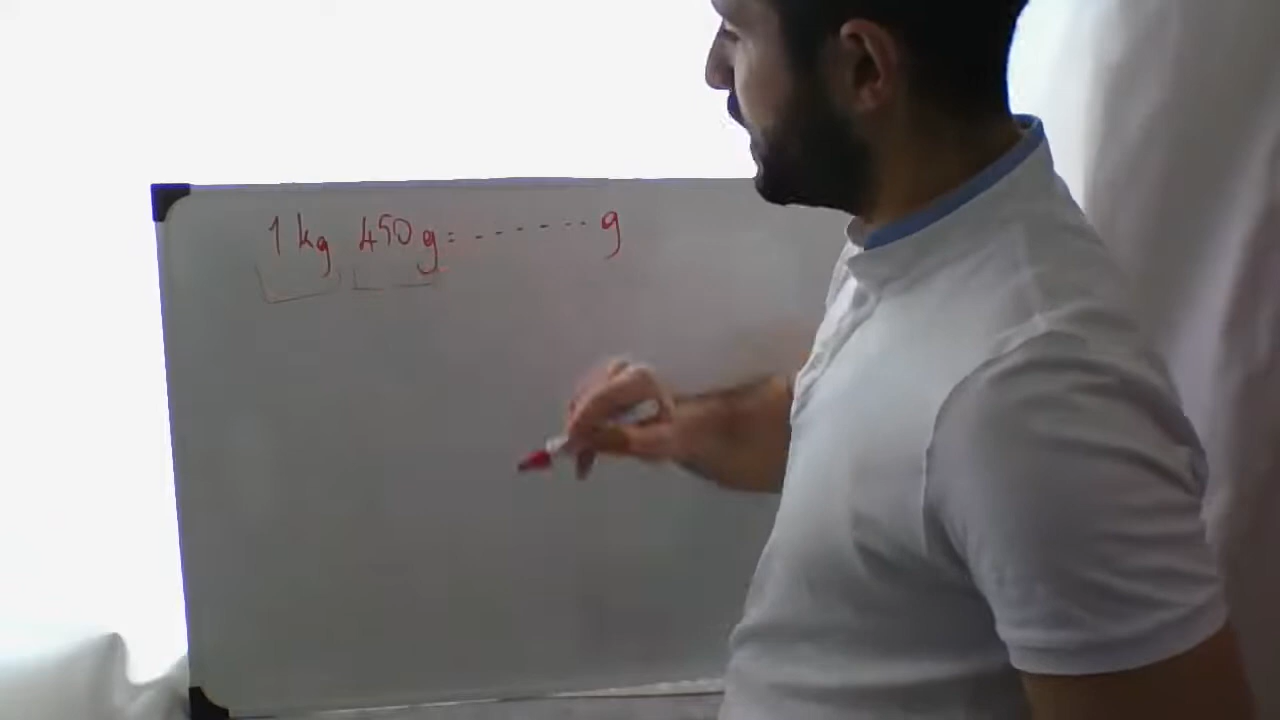 1 kg 450 g = - - - - - - - g